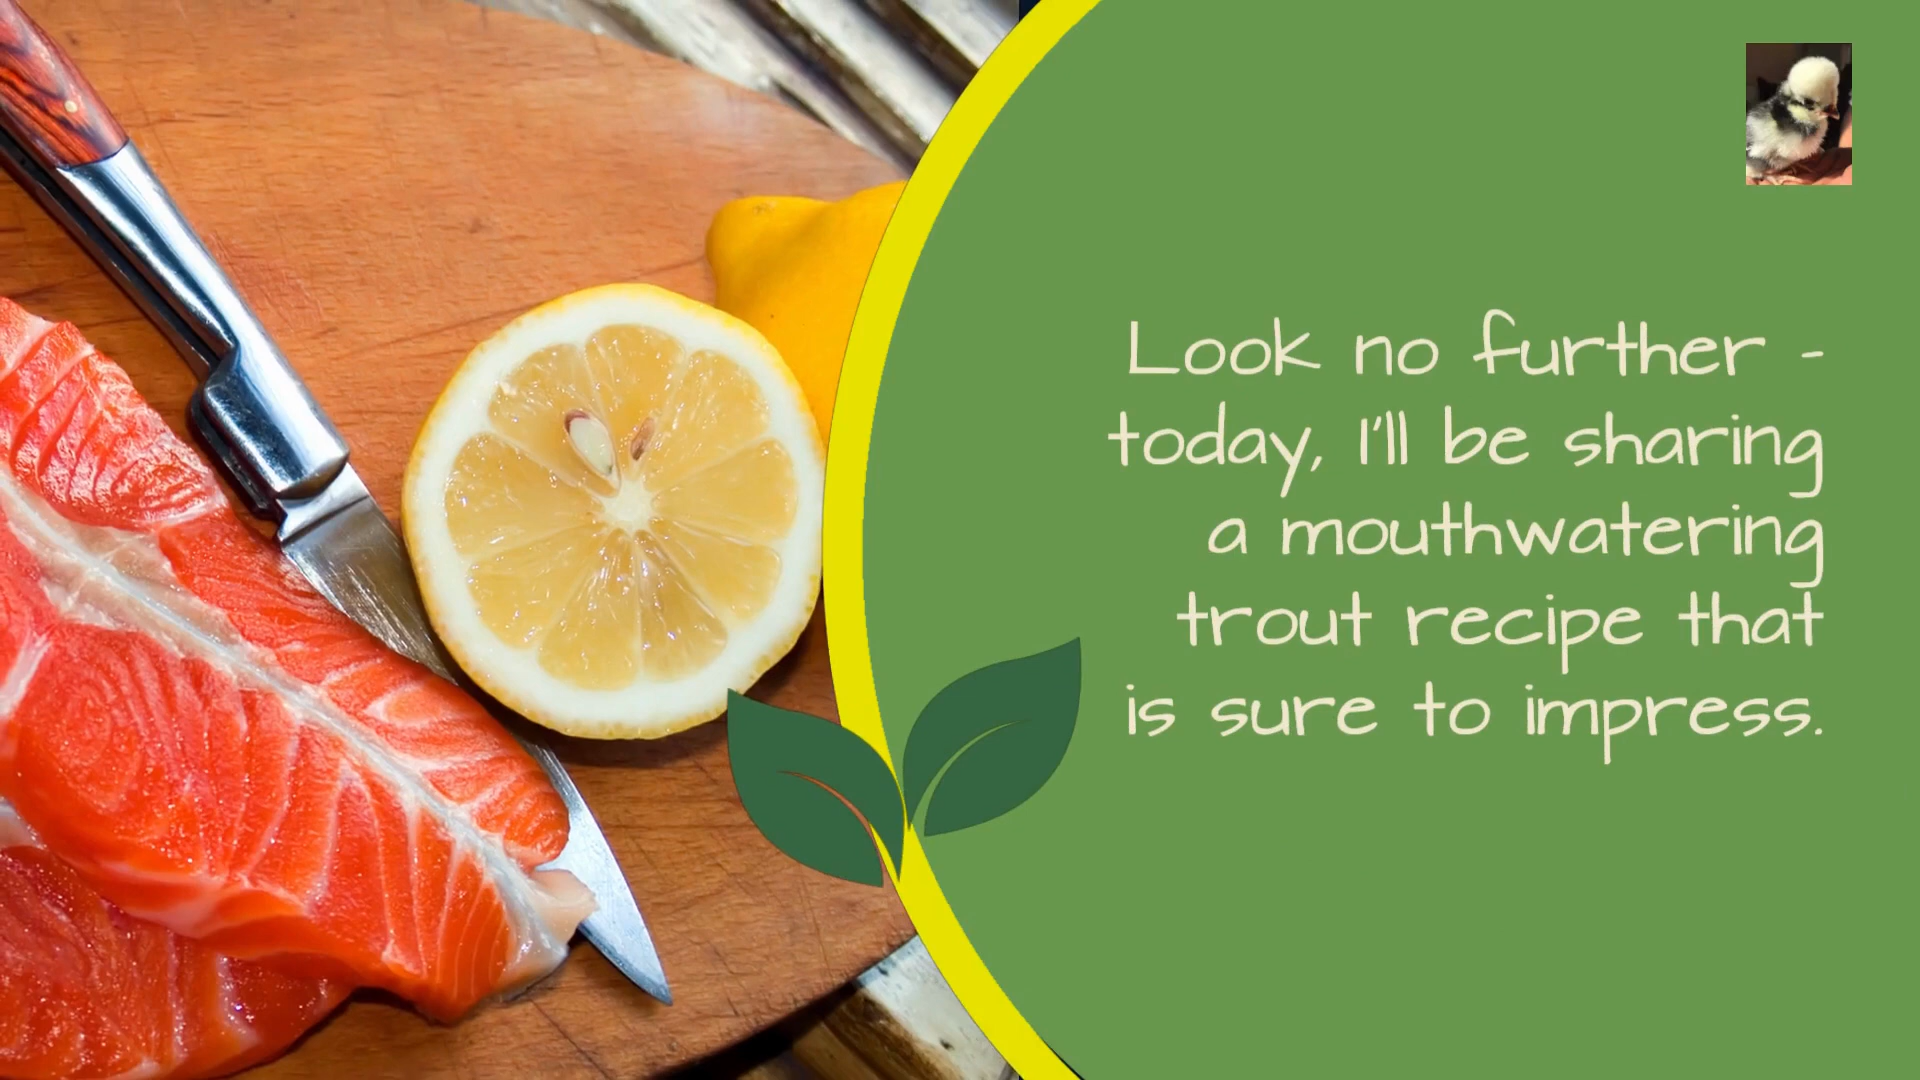 Look no further -
today, I'll be sharing
a mouthwatering
trout recipe that
is sure to impress.